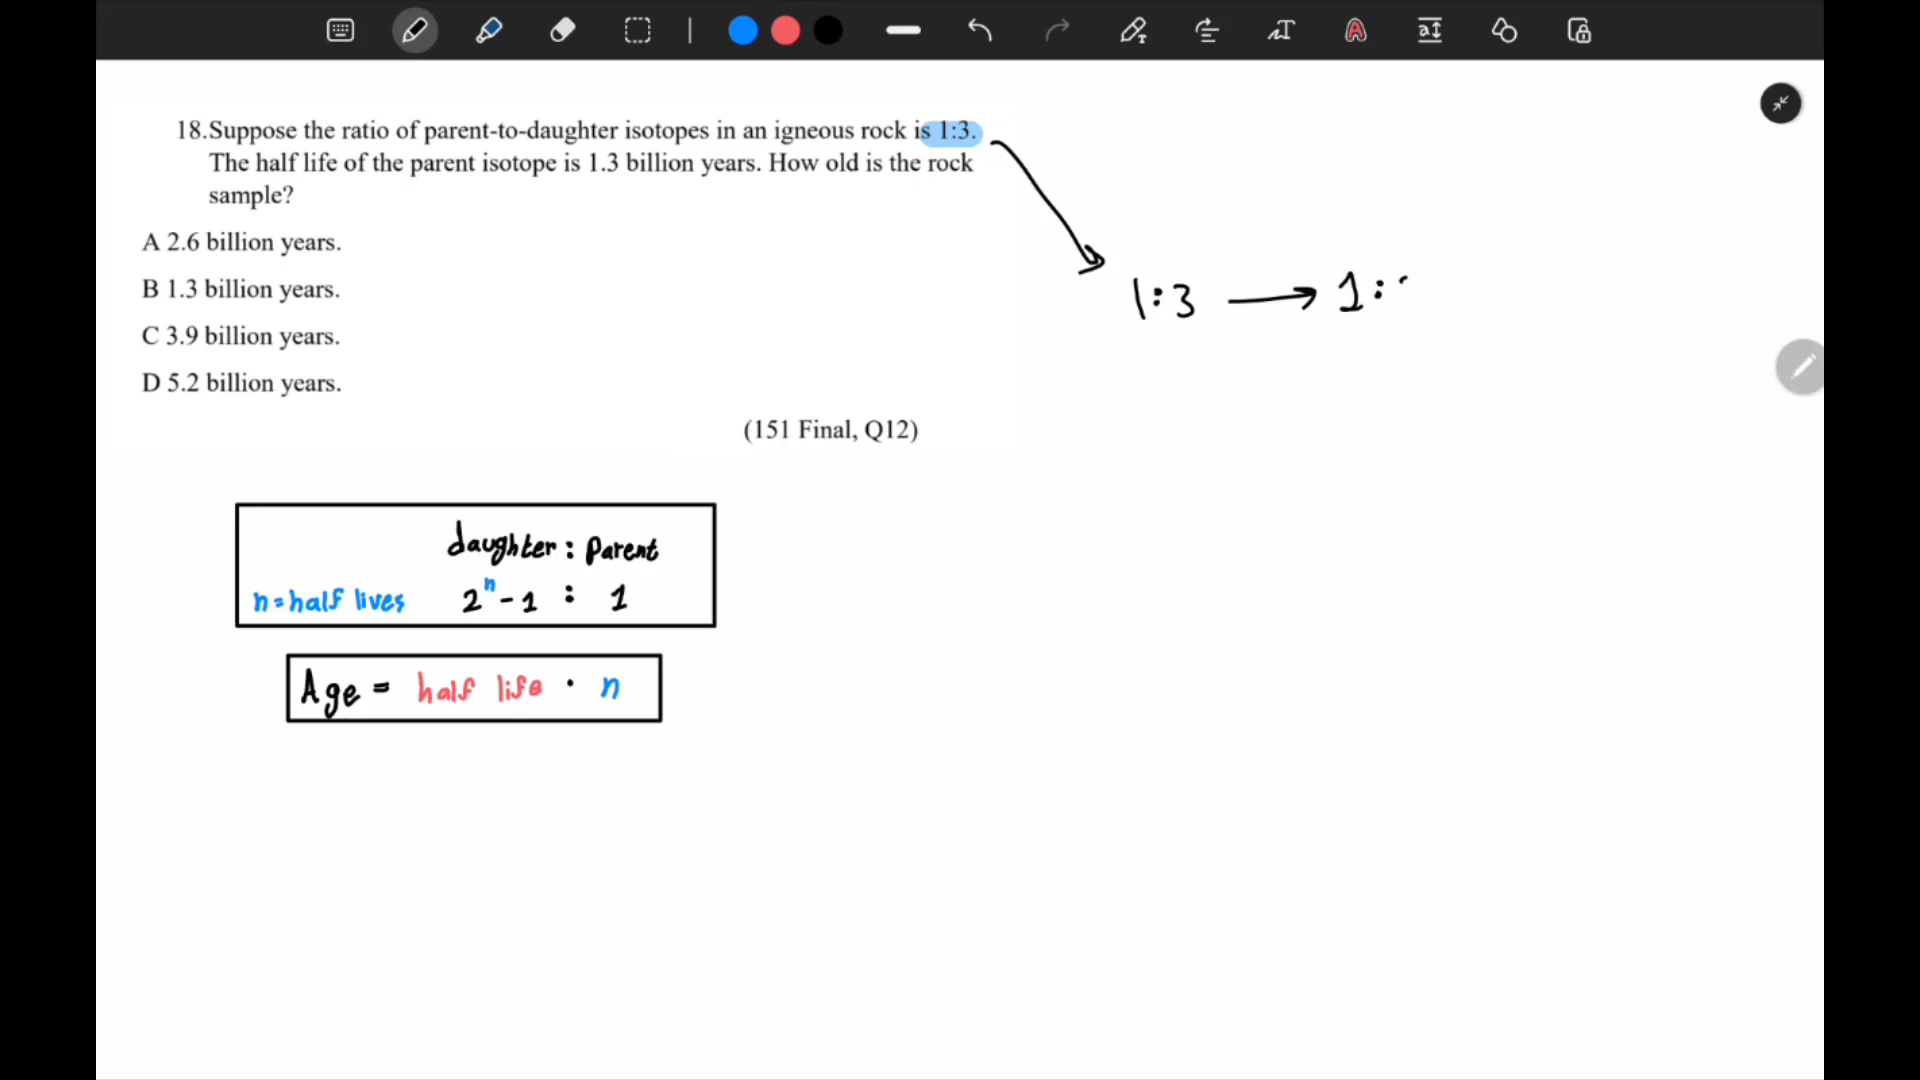 18.Suppose the ratio of parent-to-daughter isotopes in an igneous rock is 1:3.
The half life of the parent isotope is 1.3 billion years. How old is the rock
sample?
A 2.6 billion years.
B 1.3 billion years.
C 3.9 billion years.
D 5.2 billion years.
(151 Final, Q12)
1:3 → 1:
daughter : Parent
n=half lives 2ⁿ-1 : 1
Age = half life · n